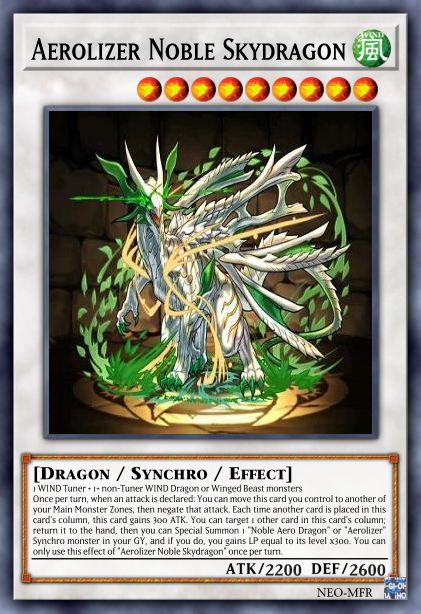 AEROLIZER NOBLE SKYDRAGON
WIND
風
[DRAGON / SYNCHRO / EFFECT]
1 WIND Tuner + 1+ non-Tuner WIND Dragon or Winged Beast monsters
Once per turn, when an attack is declared: You can move this card you control to another of
your Main Monster Zones, then negate that attack. Each time another card is placed in this
card's column, this card gains 300 ATK. You can target 1 other card in this card's column;
return it to the hand, then you can Special Summon 1 "Noble Aero Dragon" or "Aerolizer"
Synchro monster in your GY, and if you do, you gains LP equal to its level x300. You can
only use this effect of "Aerolizer Noble Skydragon" once per turn.
ATK/2200 DEF/2600
NEO-MFR